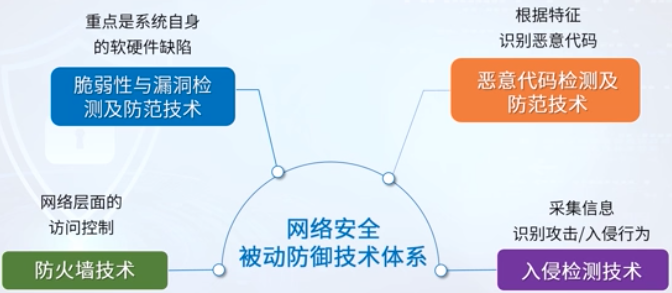 重点是系统自身
的软硬件缺陷
脆弱性与漏洞检
测及防范技术
根据特征
识别恶意代码
恶意代码检测及
防范技术
网络层面的
访问控制
防火墙技术
网络安全
被动防御技术体系
采集信息
识别攻击/入侵行为
入侵检测技术